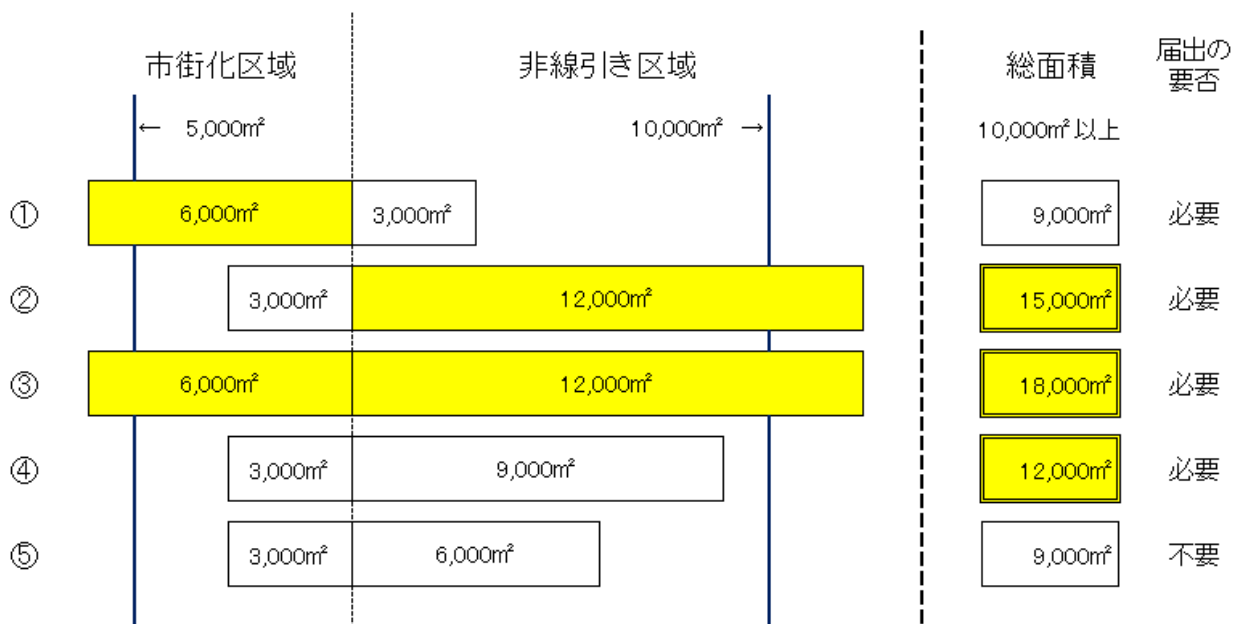 市街化区域 非線引き区域 総面積 届出の
要否
← 5,000㎡ 10,000㎡ → 10,000㎡以上
① 6,000㎡ 3,000㎡ 9,000㎡ 必要
② 3,000㎡ 12,000㎡ 15,000㎡ 必要
③ 6,000㎡ 12,000㎡ 18,000㎡ 必要
④ 3,000㎡ 9,000㎡ 12,000㎡ 必要
⑤ 3,000㎡ 6,000㎡ 9,000㎡ 不要